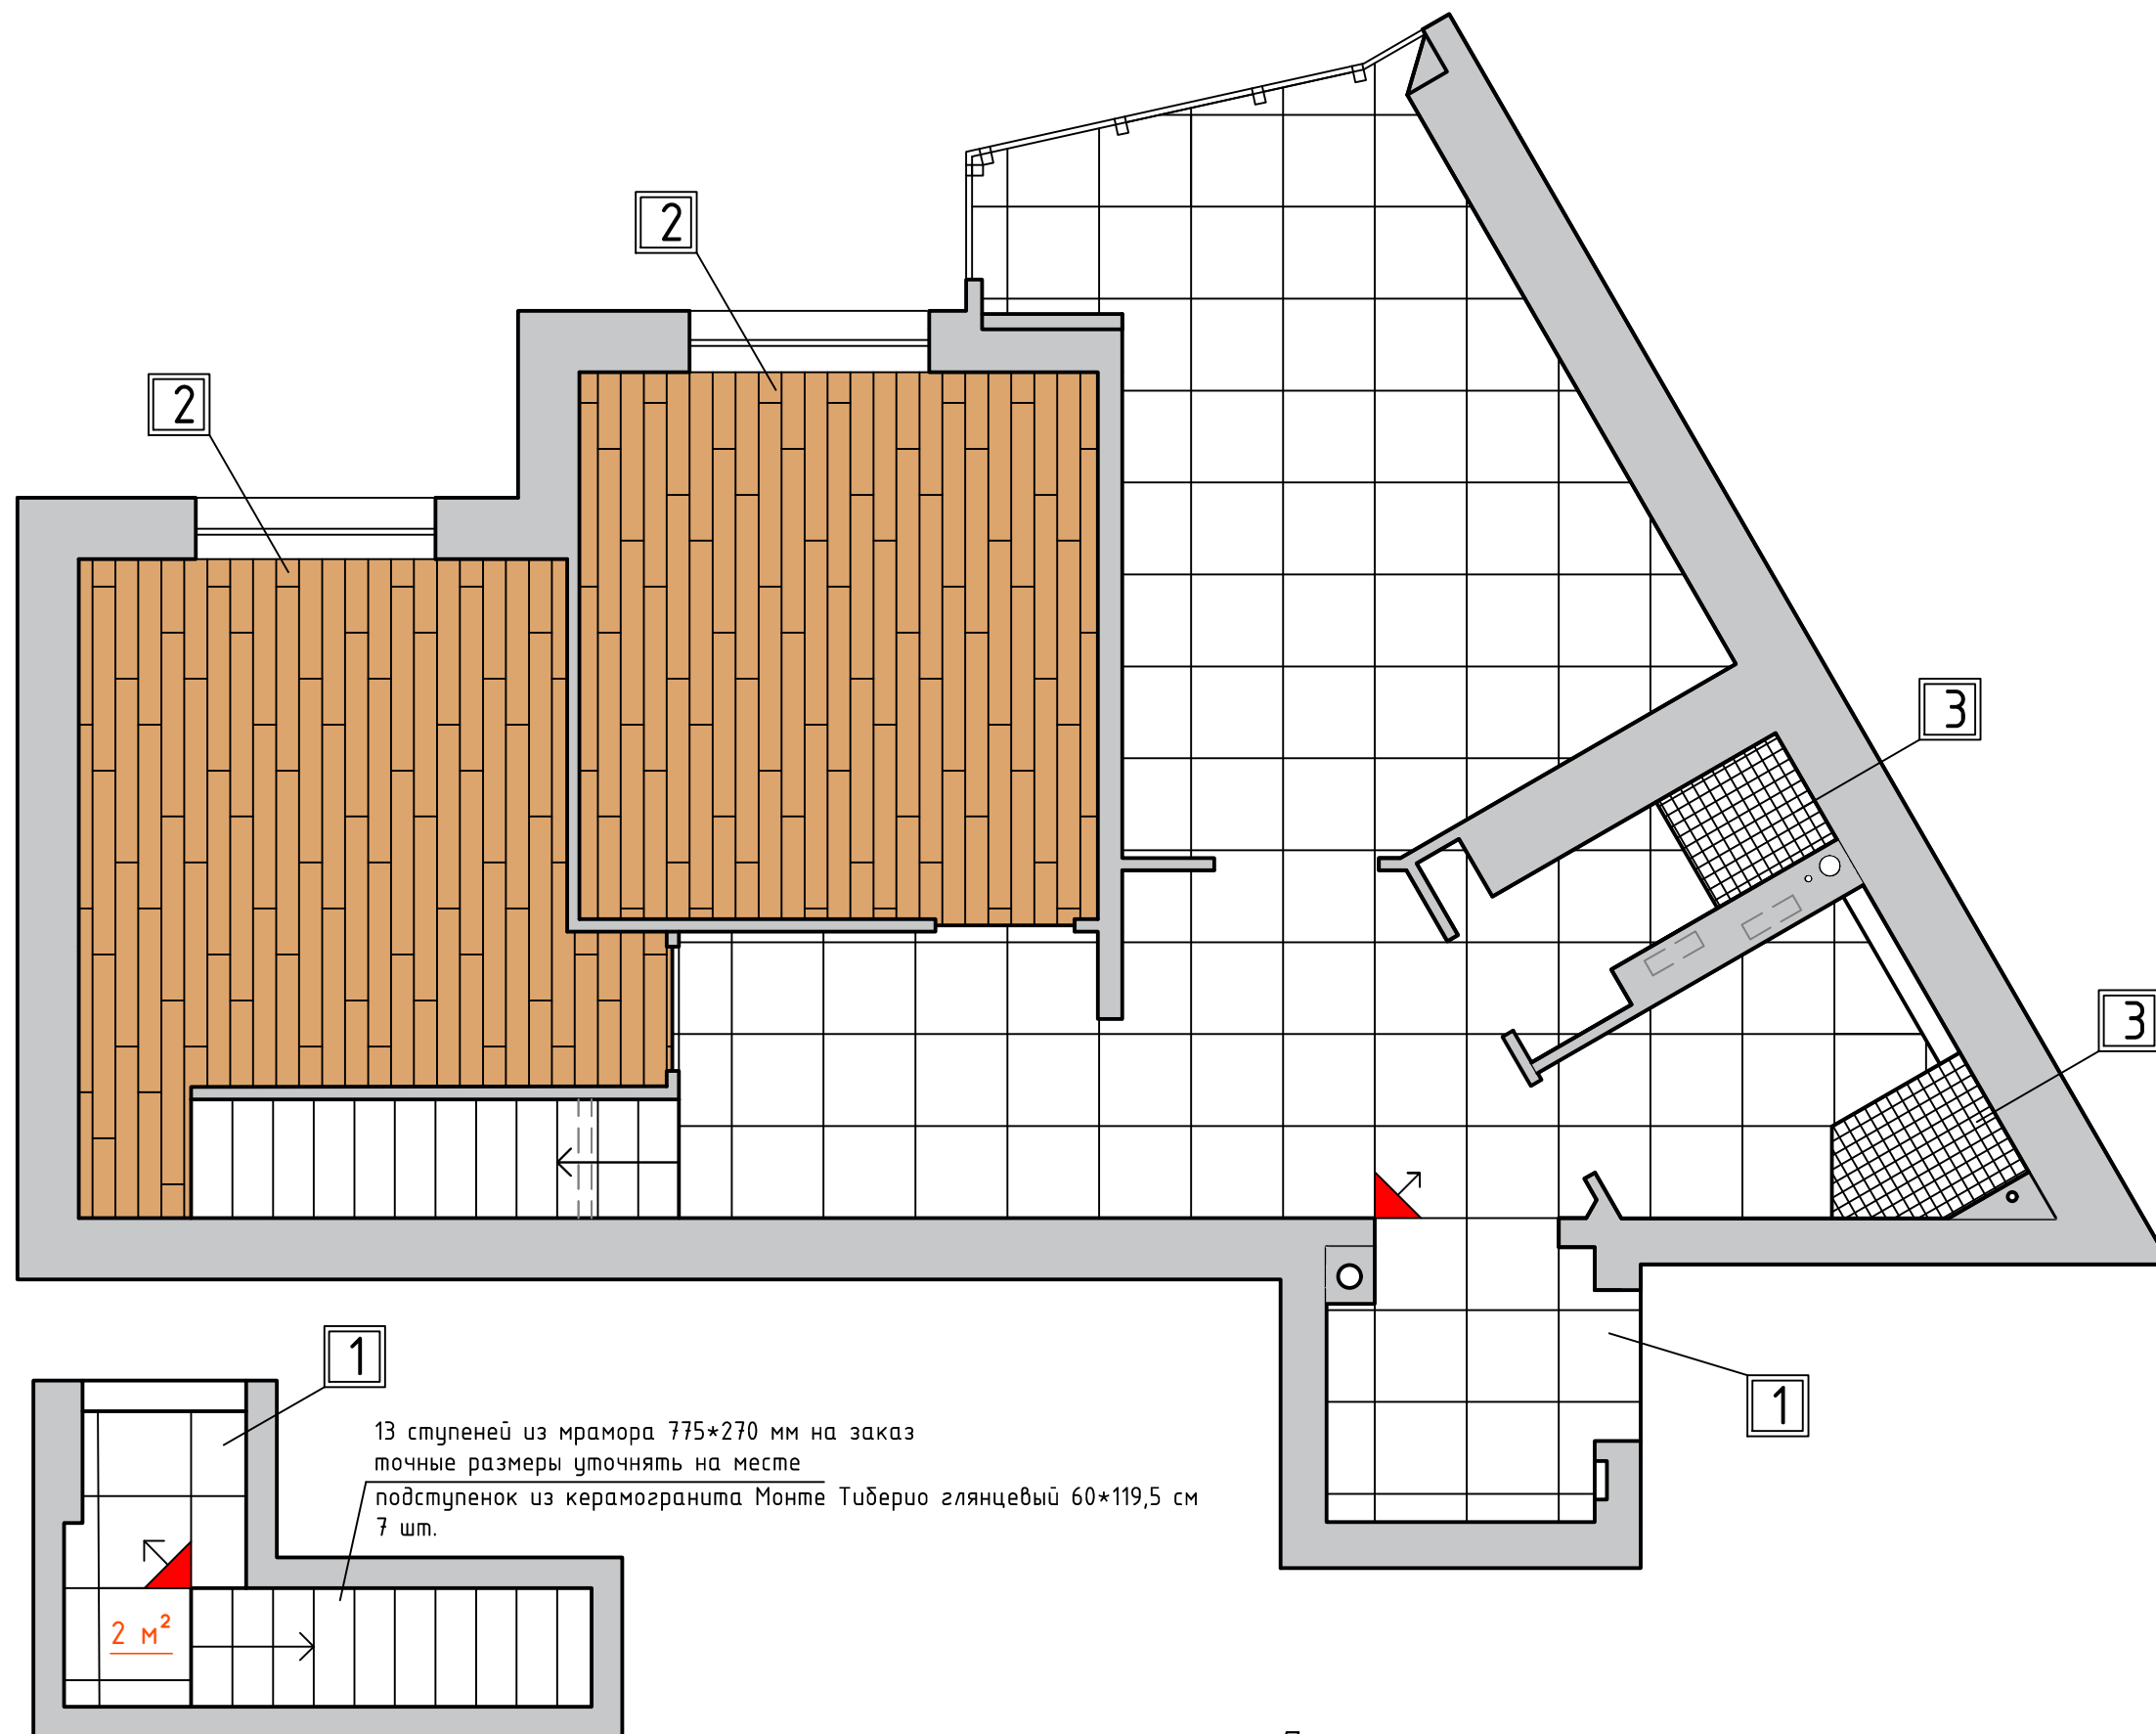 2
2
3
3
1
1
13 ступеней из мрамора 775*270 мм на заказ
точные размеры уточнять на месте
подступенок из керамогранита Монте Тиберио глянцевый 60*119,5 см
7 шт.
2 м²